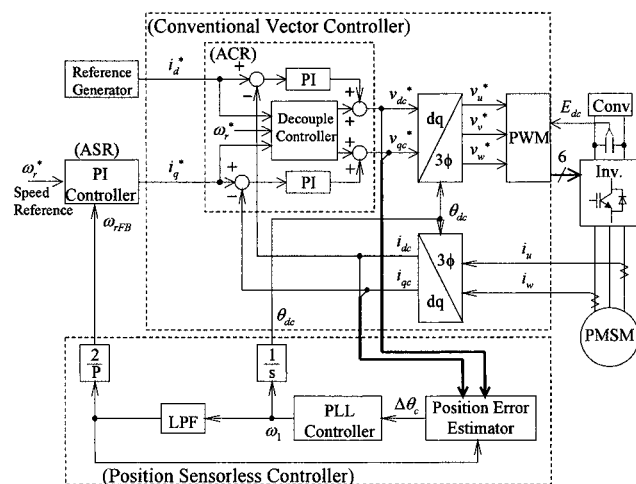 (Conventional Vector Controller)
(ACR)
Reference
Generator
i_d^*
+
−
PI
+
+
v_dc^*
v_u^*
E_dc
Conv
Decouple
Controller
ω_r^*
dq
3ϕ
v_v^*
PWM
+
+
v_qc^*
v_w^*
6
Inv.
(ASR)
ω_r^*
Speed
Reference
PI
Controller
i_q^*
+
−
PI
ω_rFB
θ_dc
i_dc
3ϕ
dq
i_u
i_qc
i_w
θ_dc
PMSM
2
P
1
s
LPF
ω_1
PLL
Controller
Δθ_c
Position Error
Estimator
(Position Sensorless Controller)